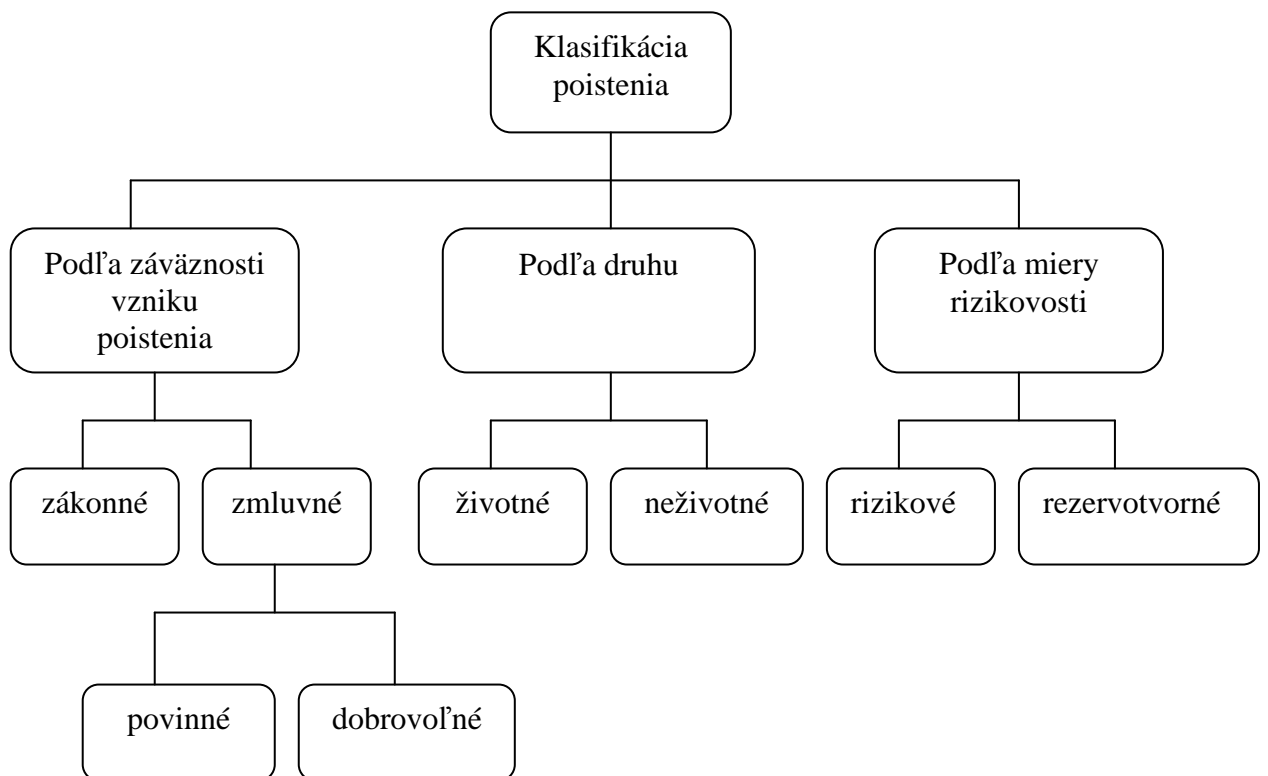 Klasifikácia
poistenia
Podľa záväznosti
vzniku
poistenia
Podľa druhu
Podľa miery
rizikovosti
zákonné
zmluvné
životné
neživotné
rizikové
rezervotvorné
povinné
dobrovoľné